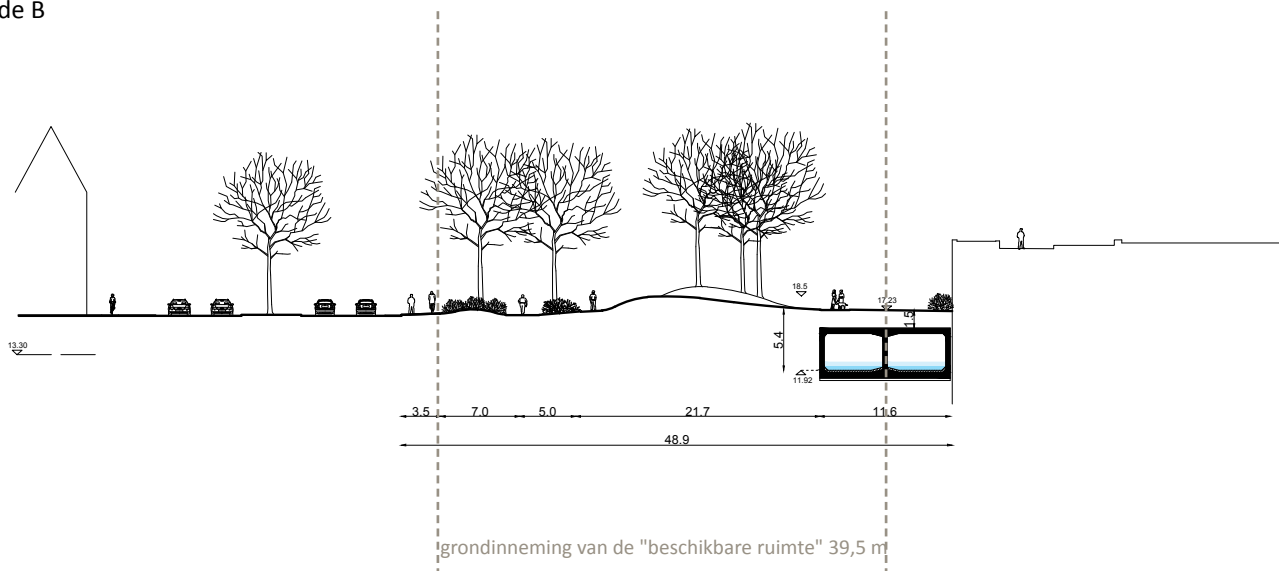 de B
18.5
17.23
1.5
5.4
13.30
11.92
3.5 7.0 5.0 21.7 11.6
48.9
grondinneming van de "beschikbare ruimte" 39,5 m